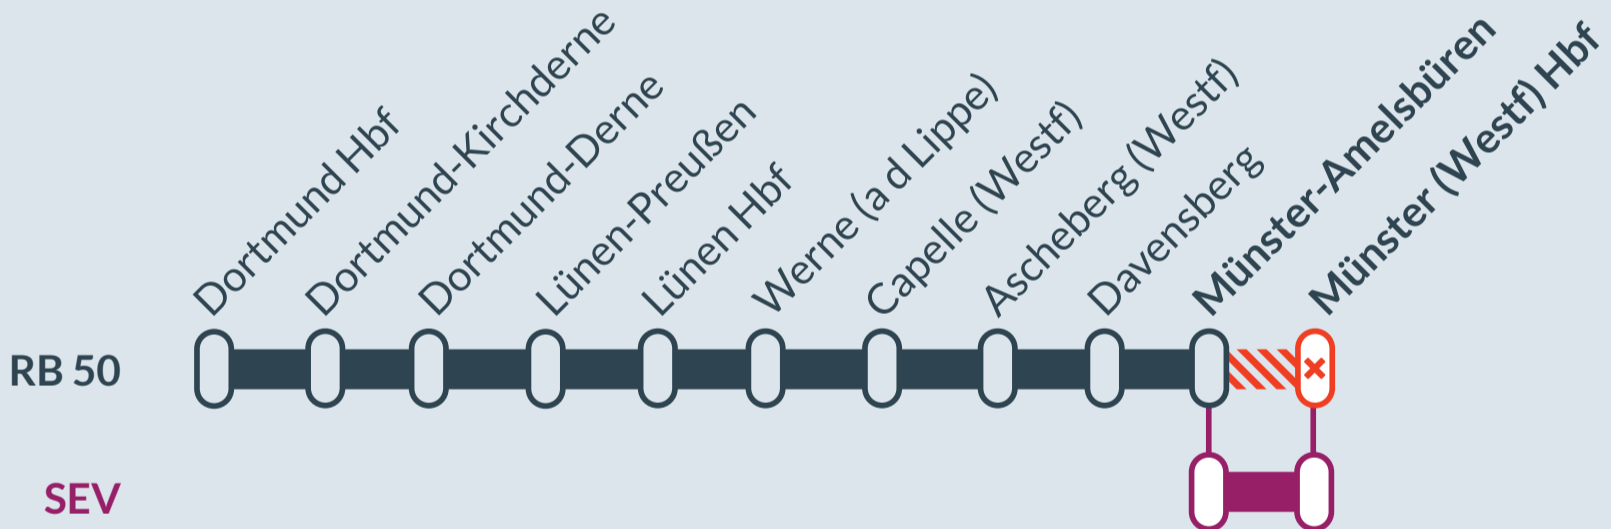 Dortmund Hbf
Dortmund-Kirchderne
Dortmund-Derne
Lünen-Preußen
Lünen Hbf
Werne (a d Lippe)
Capelle (Westf)
Ascheberg (Westf)
Davensberg
Münster-Amelsbüren
Münster (Westf) Hbf
RB 50
SEV